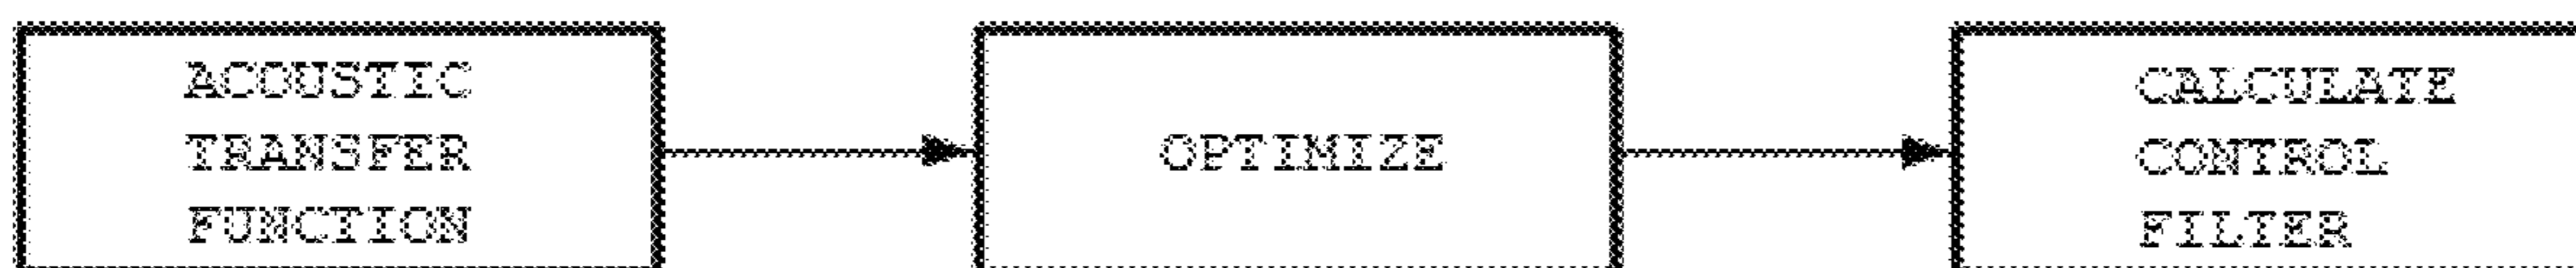 ACOUSTIC
TRANSFER
FUNCTION
OPTIMIZE
CALCULATE
CONTROL
FILTER